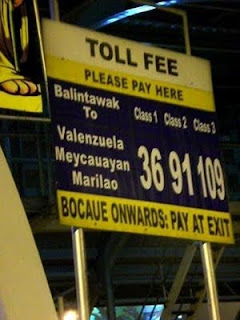 TOLL FEE
PLEASE PAY HERE
Balintawak
To
Class 1 Class 2 Class 3
Valenzuela
Meycauayan
Marilao
36 91 109
BOCAUE ONWARDS: PAY AT EXIT